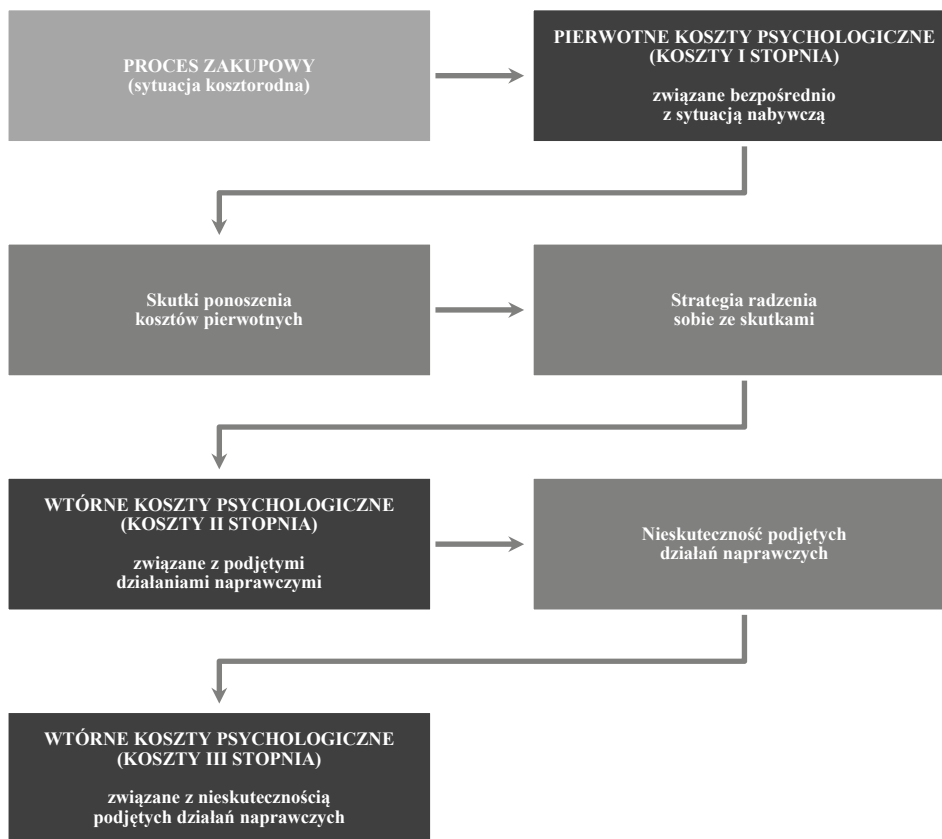 PROCES ZAKUPOWY
(sytuacja kosztorodna)
PIERWOTNE KOSZTY PSYCHOLOGICZNE
(KOSZTY I STOPNIA)
związane bezpośrednio
z sytuacją nabywczą
Skutki ponoszenia
kosztów pierwotnych
Strategia radzenia
sobie ze skutkami
WTÓRNE KOSZTY PSYCHOLOGICZNE
(KOSZTY II STOPNIA)
związane z podjętymi
działaniami naprawczymi
Nieskuteczność podjętych
działań naprawczych
WTÓRNE KOSZTY PSYCHOLOGICZNE
(KOSZTY III STOPNIA)
związane z nieskutecznością
podjętych działań naprawczych